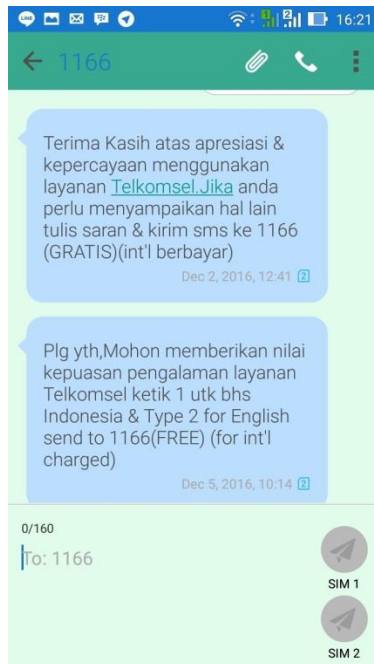 16:21
1166
Terima Kasih atas apresiasi &
kepercayaan menggunakan
layanan Telkomsel.Jika anda
perlu menyampaikan hal lain
tulis saran & kirim sms ke 1166
(GRATIS)(int'l berbayar)
Dec 2, 2016, 12:41 2
Plg yth,Mohon memberikan nilai
kepuasan pengalaman layanan
Telkomsel ketik 1 utk bhs
Indonesia & Type 2 for English
send to 1166(FREE) (for int'l
charged)
Dec 5, 2016, 10:14 2
0/160
To: 1166
SIM 1
SIM 2